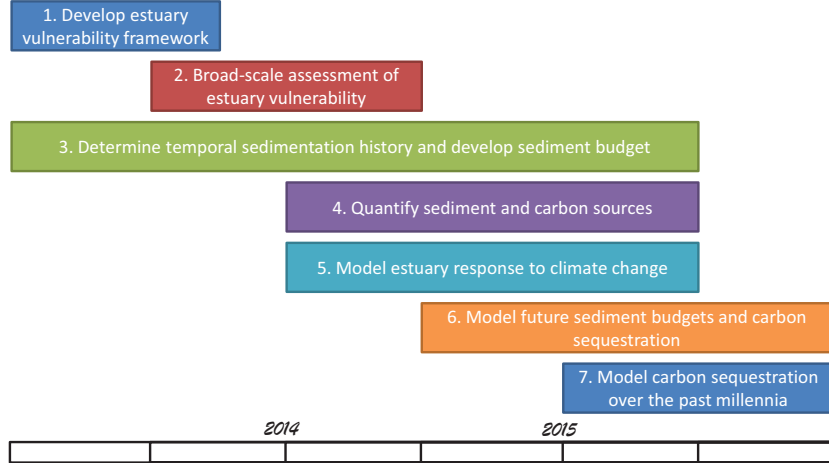 1. Develop estuary
vulnerability framework
2. Broad-scale assessment of
estuary vulnerability
3. Determine temporal sedimentation history and develop sediment budget
4. Quantify sediment and carbon sources
5. Model estuary response to climate change
6. Model future sediment budgets and carbon
sequestration
7. Model carbon sequestration
over the past millennia
2014
2015